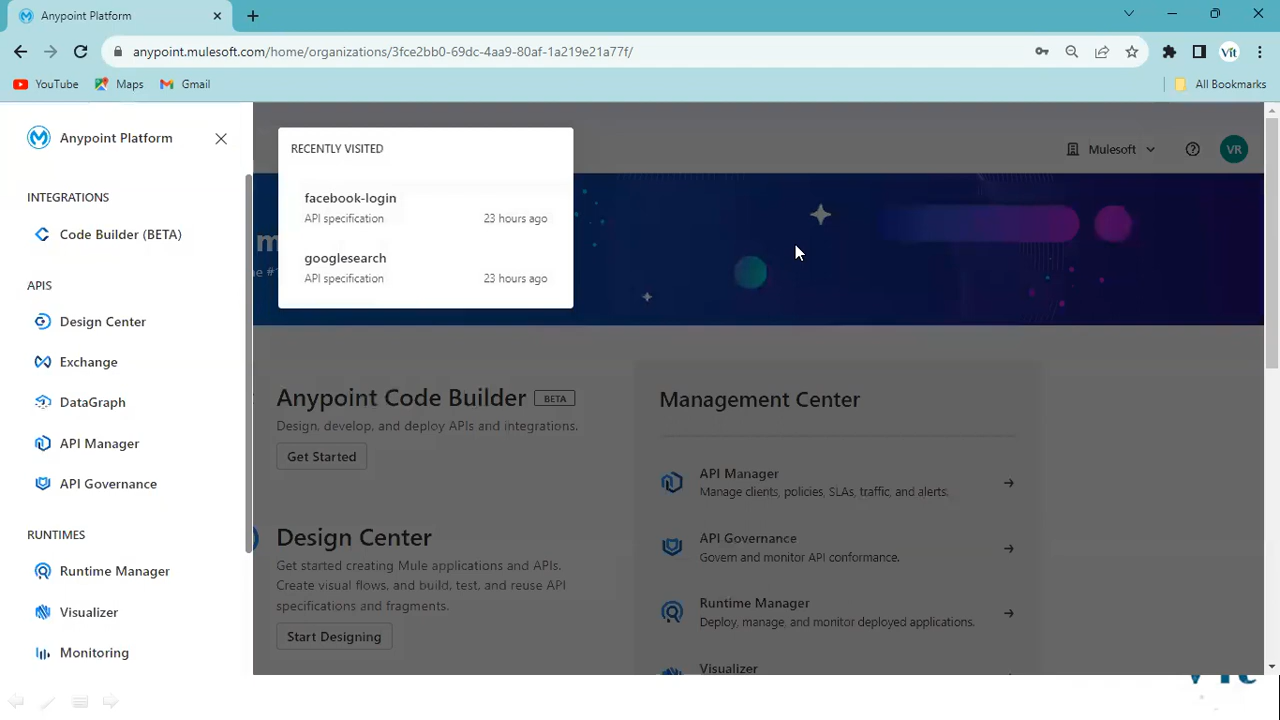 Anypoint Platform
anypoint.mulesoft.com/home/organizations/3fce2bb0-69dc-4aa9-80af-1a219e21a77f/
Vit
YouTube
Maps
Gmail
All Bookmarks
Anypoint Platform
INTEGRATIONS
Code Builder (BETA)
APIS
Design Center
Exchange
DataGraph
API Manager
API Governance
RUNTIMES
Runtime Manager
Visualizer
Monitoring
RECENTLY VISITED
facebook-login
API specification 23 hours ago
googlesearch
API specification 23 hours ago
Mulesoft
VR
Anypoint Code Builder BETA
Design, develop, and deploy APIs and integrations.
Get Started
Design Center
Get started creating Mule applications and APIs.
Create visual flows, and build, test, and reuse API
specifications and fragments.
Start Designing
Management Center
API Manager
Manage clients, policies, SLAs, traffic, and alerts.
API Governance
Govern and monitor API conformance.
Runtime Manager
Deploy, manage, and monitor deployed applications.
Visualizer